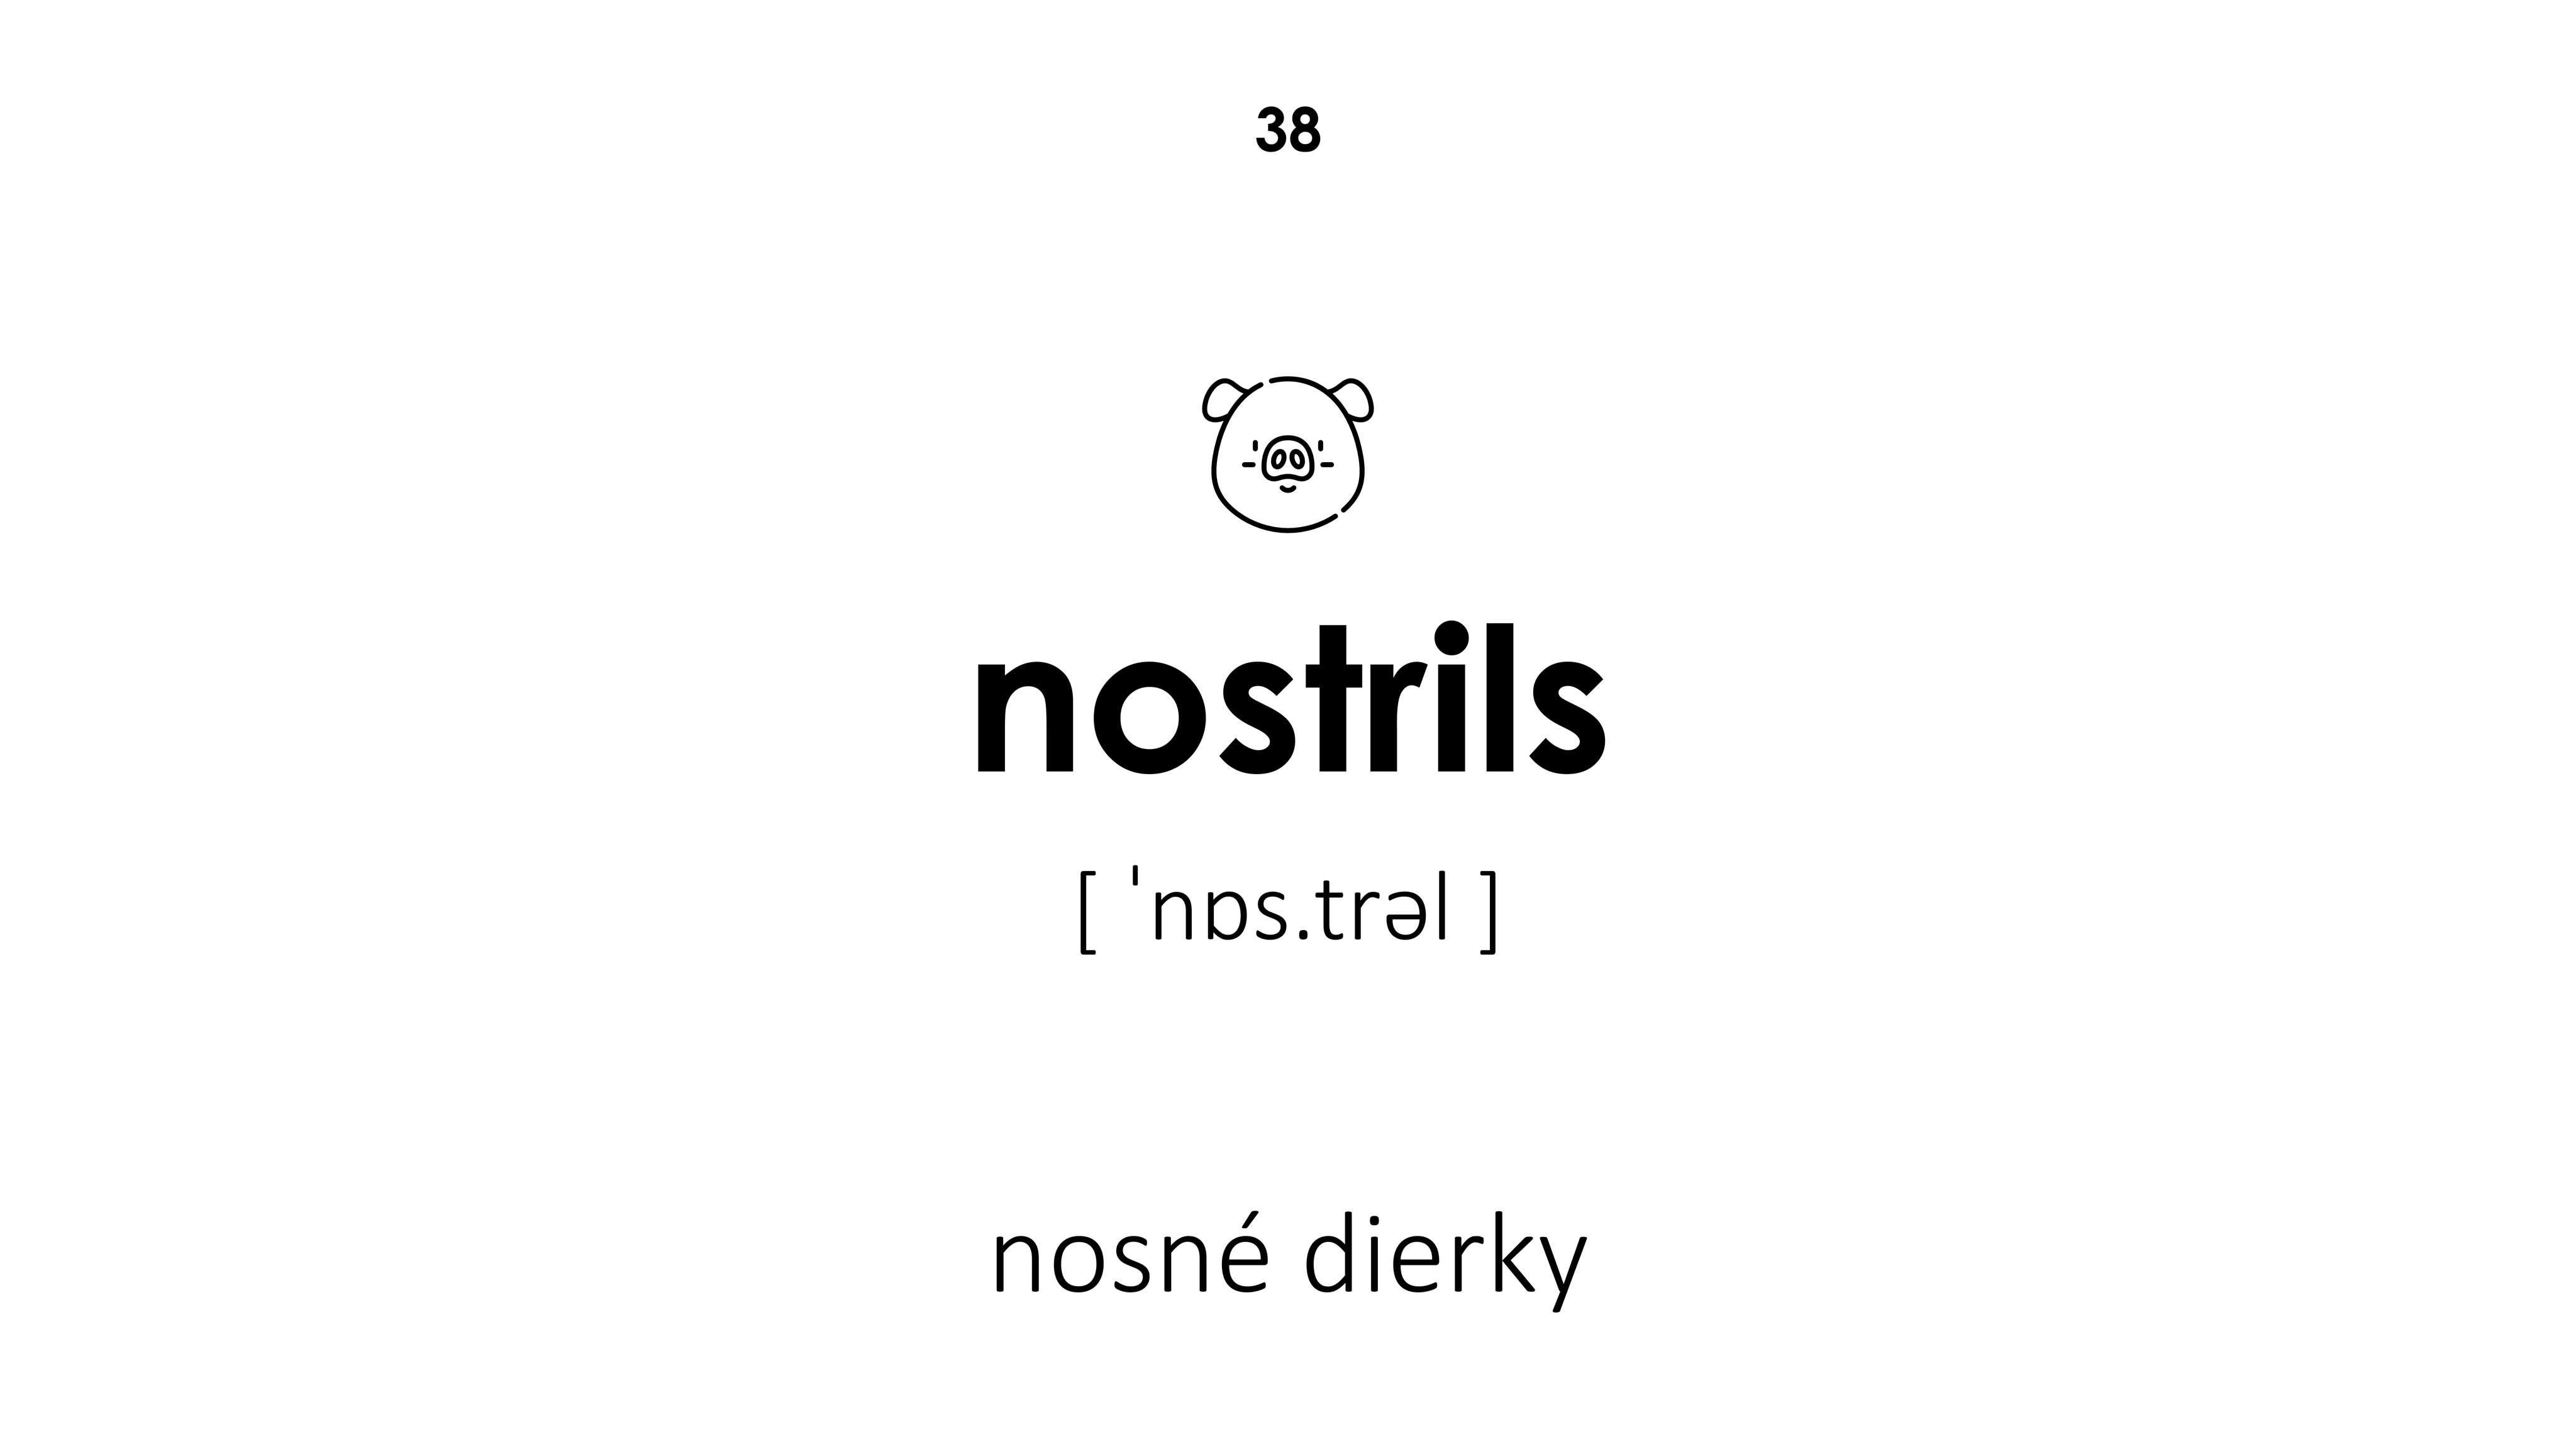 38
nostrils
[ ˈnɒs.trəl ]
nosné dierky